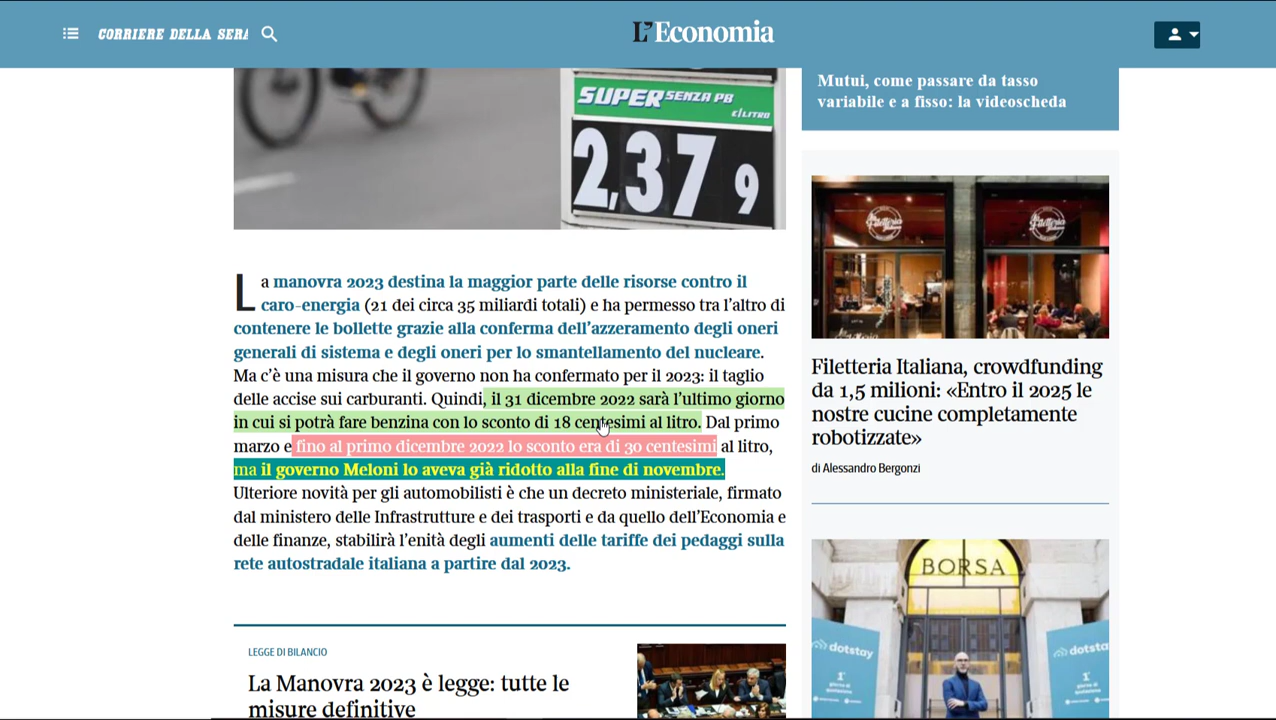 CORRIERE DELLA SERA
L'Economia
SUPER SENZA PB
€/LITRO
2,37 9
La manovra 2023 destina la maggior parte delle risorse contro il
caro-energia (21 dei circa 35 miliardi totali) e ha permesso tra l’altro di
contenere le bollette grazie alla conferma dell’azzeramento degli oneri
generali di sistema e degli oneri per lo smantellamento del nucleare.
Ma c’è una misura che il governo non ha confermato per il 2023: il taglio
delle accise sui carburanti. Quindi, il 31 dicembre 2022 sarà l’ultimo giorno
in cui si potrà fare benzina con lo sconto di 18 centesimi al litro. Dal primo
marzo e fino al primo dicembre 2022 lo sconto era di 30 centesimi al litro,
ma il governo Meloni lo aveva già ridotto alla fine di novembre.
Ulteriore novità per gli automobilisti è che un decreto ministeriale, firmato
dal ministero delle Infrastrutture e dei trasporti e da quello dell’Economia e
delle finanze, stabilirà l’enità degli aumenti delle tariffe dei pedaggi sulla
rete autostradale italiana a partire dal 2023.
LEGGE DI BILANCIO
La Manovra 2023 è legge: tutte le
misure definitive
Mutui, come passare da tasso
variabile e a fisso: la videoscheda
Filetteria
Filetteria
Filetteria Italiana, crowdfunding
da 1,5 milioni: «Entro il 2025 le
nostre cucine completamente
robotizzate»
di Alessandro Bergonzi
BORSA
dotstay
dotsta